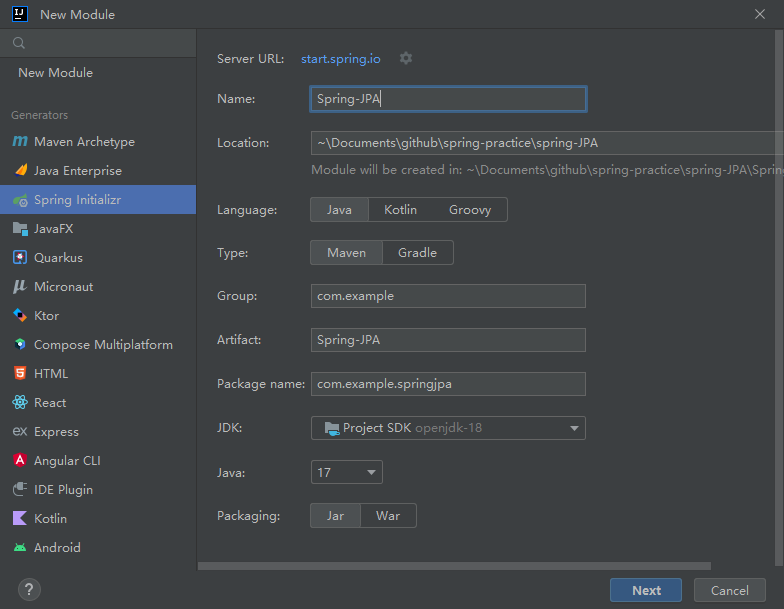 New Module
New Module
Generators
Maven Archetype
Java Enterprise
Spring Initializr
JavaFX
Quarkus
Micronaut
Ktor
Compose Multiplatform
HTML
React
Express
Angular CLI
IDE Plugin
Kotlin
Android
Server URL: start.spring.io
Name: Spring-JPA
Location: ~\Documents\github\spring-practice\spring-JPA
Module will be created in: ~\Documents\github\spring-practice\spring-JPA\Spring
Language: Java Kotlin Groovy
Type: Maven Gradle
Group: com.example
Artifact: Spring-JPA
Package name: com.example.springjpa
JDK: Project SDK openjdk-18
Java: 17
Packaging: Jar War
? Next Cancel